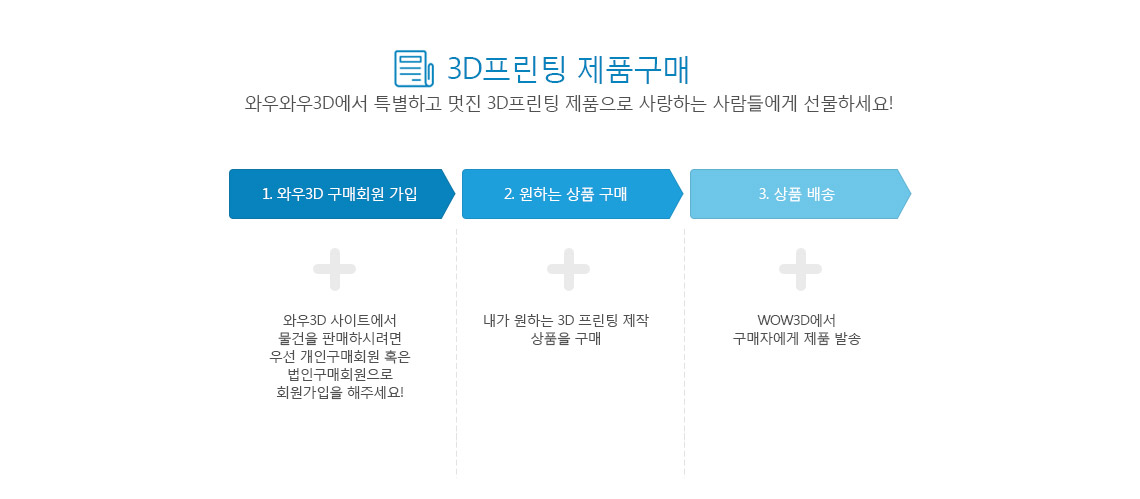 3D프린팅 제품구매
와우와우3D에서 특별하고 멋진 3D프린팅 제품으로 사랑하는 사람들에게 선물하세요!
1. 와우3D 구매회원 가입
2. 원하는 상품 구매
3. 상품 배송
와우3D 사이트에서
물건을 판매하시려면
우선 개인구매회원 혹은
법인구매회원으로
회원가입을 해주세요!
내가 원하는 3D 프린팅 제작
상품을 구매
WOW3D에서
구매자에게 제품 발송